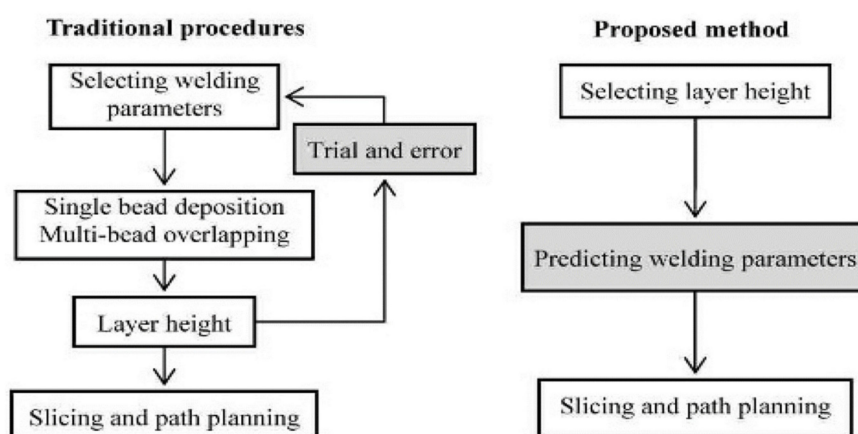 Traditional procedures
Selecting welding
parameters
Trial and error
Single bead deposition
Multi-bead overlapping
Layer height
Slicing and path planning
Proposed method
Selecting layer height
Predicting welding parameters
Slicing and path planning